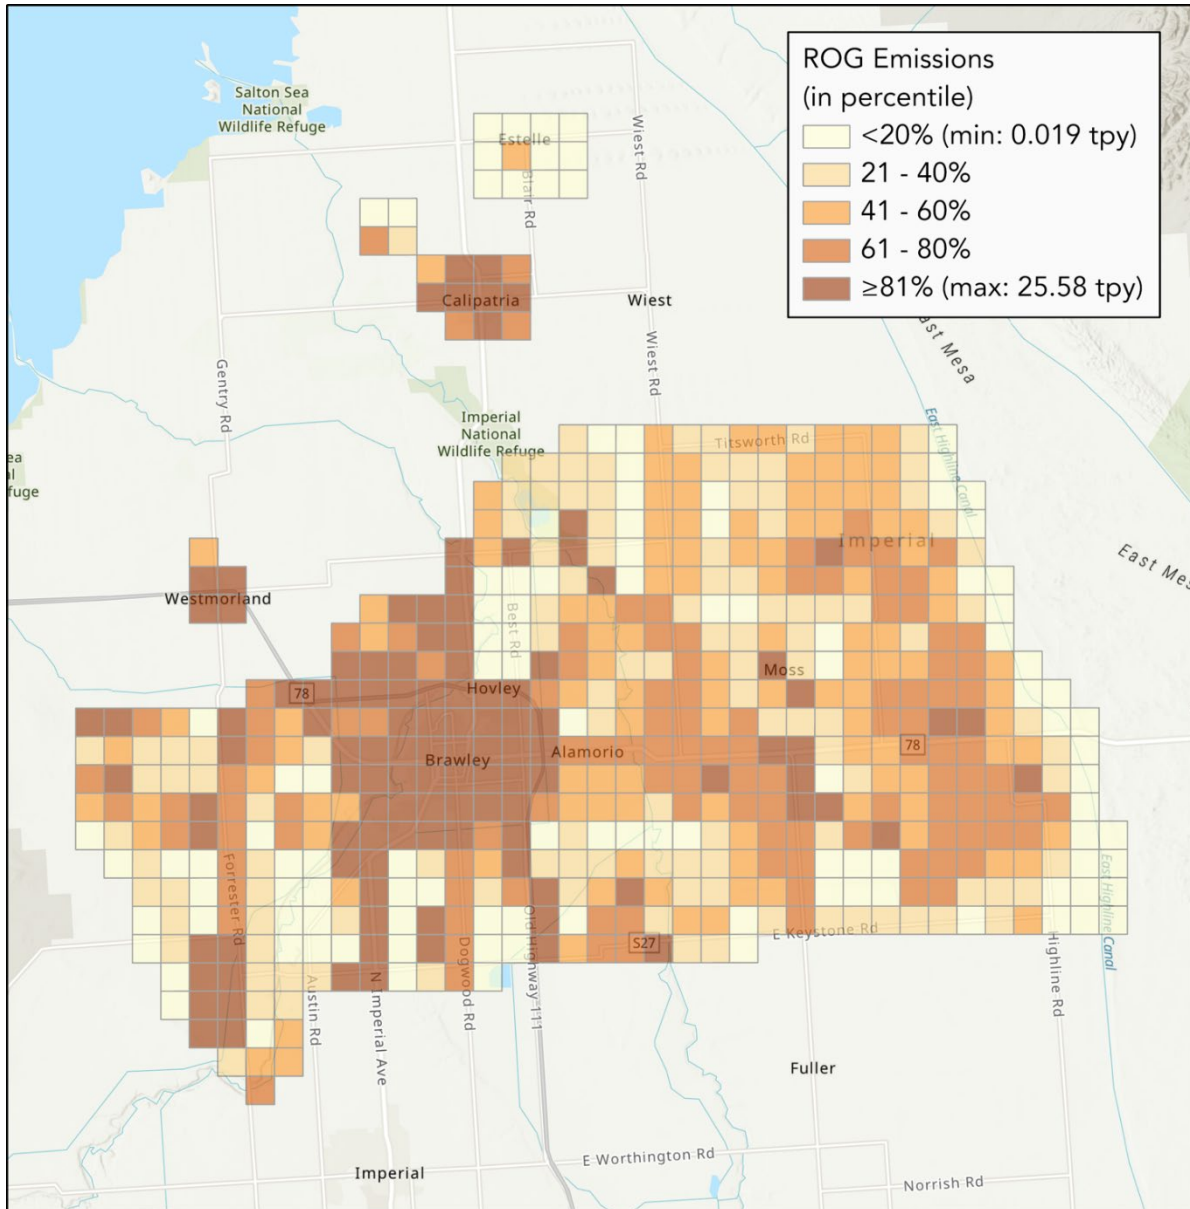 ROG Emissions
(in percentile)
<20% (min: 0.019 tpy)
21 - 40%
41 - 60%
61 - 80%
≥81% (max: 25.58 tpy)
Salton Sea
National
Wildlife Refuge
Estelle
Wiest Rd
Blair Rd
Calipatria
Wiest
East Mesa
Wiest Rd
Gentry Rd
Imperial
National
Wildlife Refuge
Titsworth Rd
East Highline Canal
Imperial
East Mes
Westmorland
Best Rd
Moss
78
Hovley
Brawley
Alamorio
78
Forrester Rd
East Highline Canal
Old Highway 111
E Keystone Rd
S27
Dogwood Rd
Highline Rd
Austin Rd
N Imperial Ave
Fuller
E Worthington Rd
Imperial
Norrish Rd